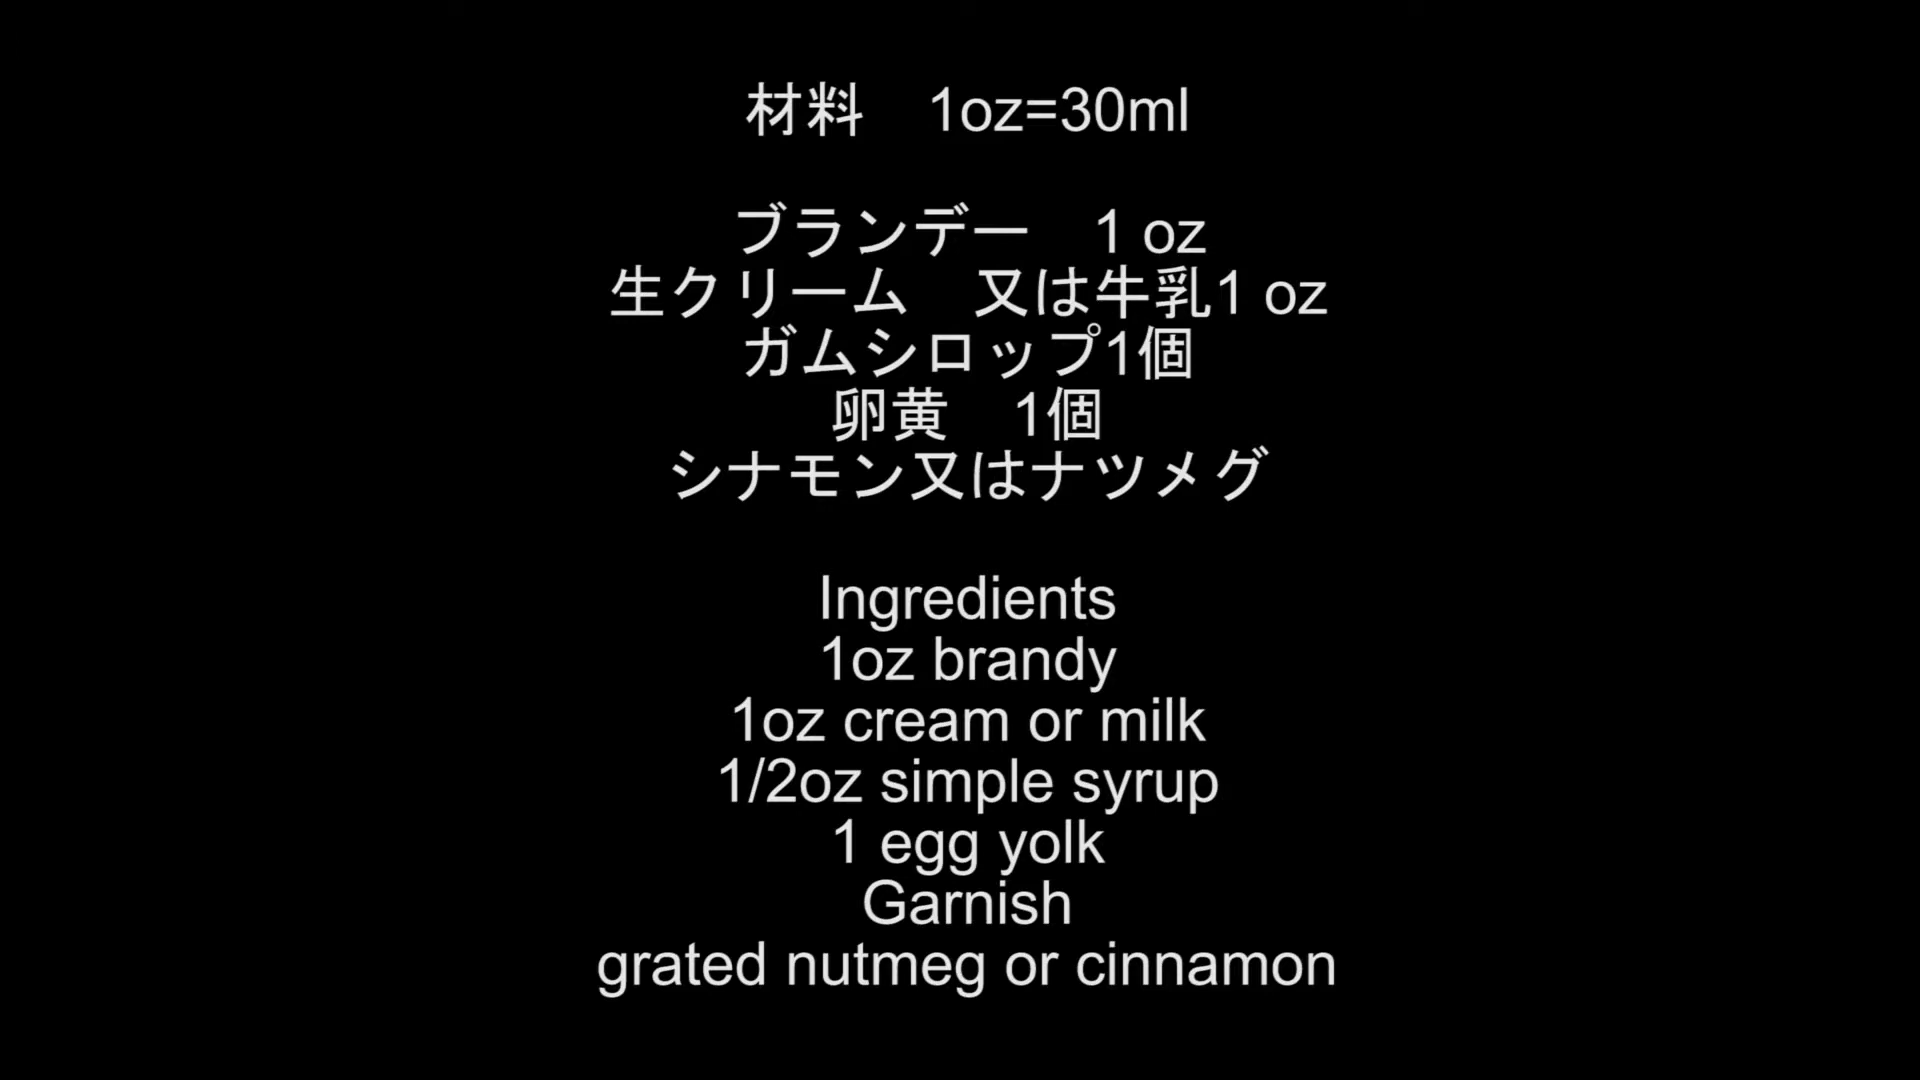 材料　1oz=30ml
ブランデー　1 oz
生クリーム　又は牛乳1 oz
ガムシロップ1個
卵黄　1個
シナモン又はナツメグ
Ingredients
1oz brandy
1oz cream or milk
1/2oz simple syrup
1 egg yolk
Garnish
grated nutmeg or cinnamon